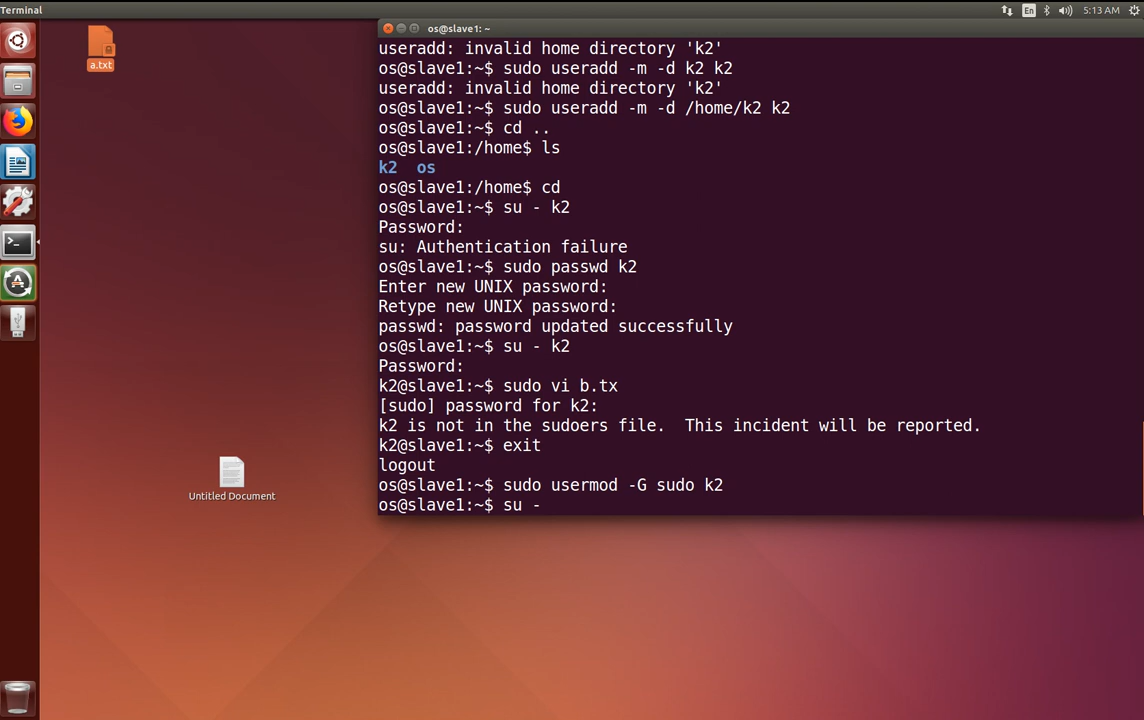 Terminal
En
5:13 AM
a.txt
Untitled Document
os@slave1: ~
useradd: invalid home directory 'k2'
os@slave1:~$ sudo useradd -m -d k2 k2
useradd: invalid home directory 'k2'
os@slave1:~$ sudo useradd -m -d /home/k2 k2
os@slave1:~$ cd ..
os@slave1:/home$ ls
k2  os
os@slave1:/home$ cd
os@slave1:~$ su - k2
Password:
su: Authentication failure
os@slave1:~$ sudo passwd k2
Enter new UNIX password:
Retype new UNIX password:
passwd: password updated successfully
os@slave1:~$ su - k2
Password:
k2@slave1:~$ sudo vi b.tx
[sudo] password for k2:
k2 is not in the sudoers file.  This incident will be reported.
k2@slave1:~$ exit
logout
os@slave1:~$ sudo usermod -G sudo k2
os@slave1:~$ su -